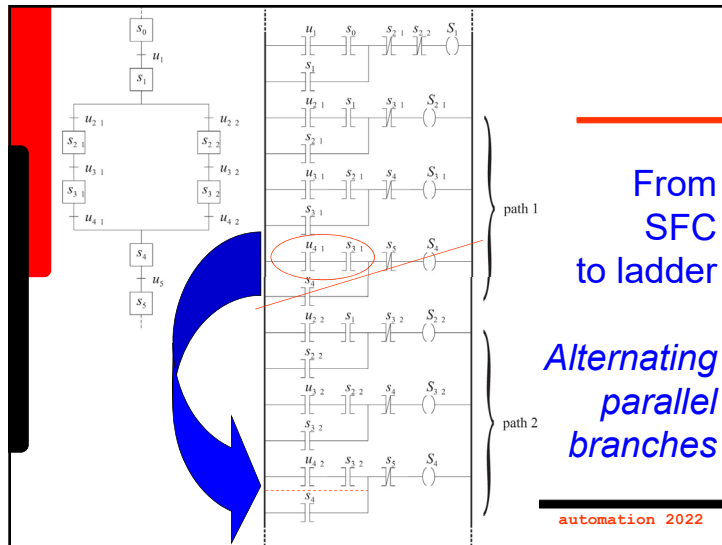 s0
u1
s1
u2 1
u2 2
s2 1
s2 2
u3 1
u3 2
s3 1
s3 2
u4 1
u4 2
s4
u5
s5
u1 s0 s2 1 s2 2 S1
s1
u2 1 s1 s3 1 S2 1
s2 1
u3 1 s2 1 s4 S3 1
s3 1
u4 1 s3 1 s5 S4
s4
path 1
u2 2 s1 s3 2 S2 2
s2 2
u3 2 s2 2 s4 S3 2
s3 2
u4 2 s3 2 s5 S4
s4
path 2
From
SFC
to ladder
Alternating
parallel
branches
automation 2022